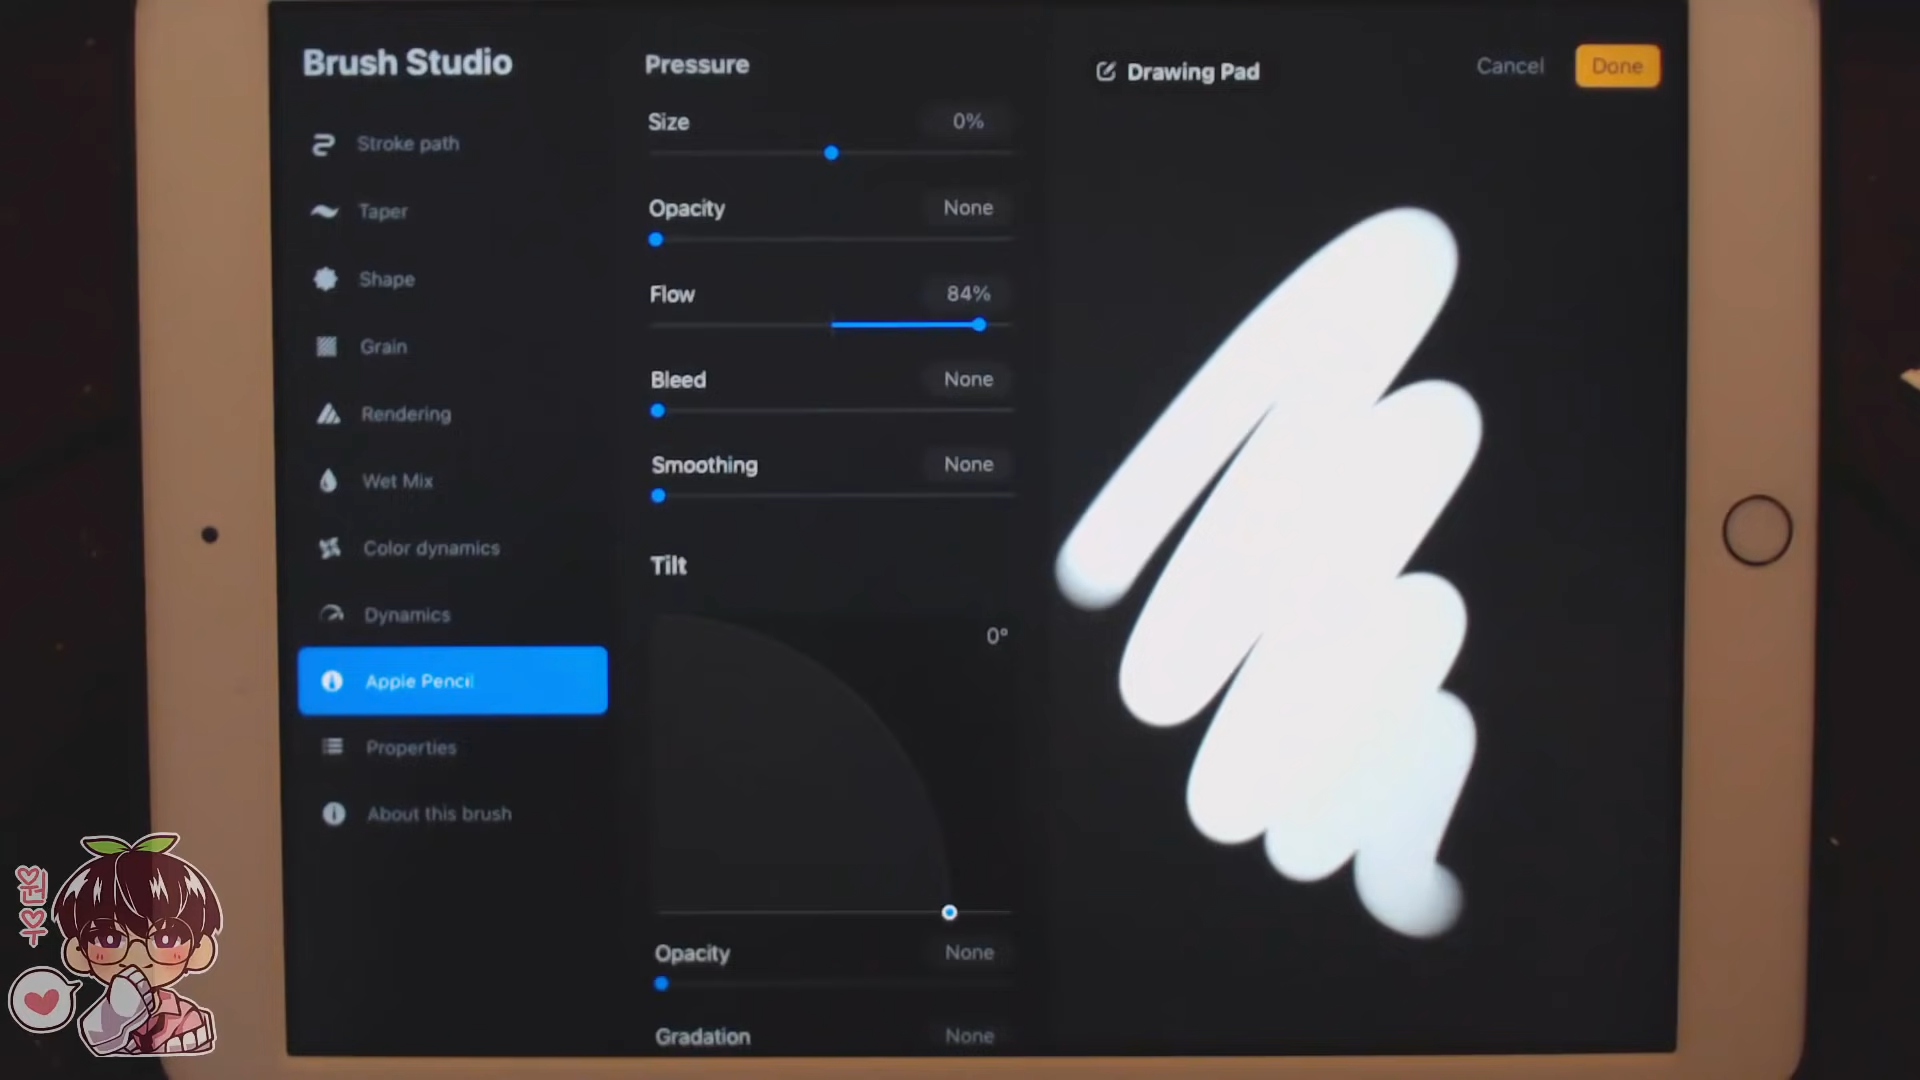 Brush Studio
Stroke path
Taper
Shape
Grain
Rendering
Wet Mix
Color dynamics
Dynamics
Apple Pencil
Properties
About this brush
Pressure
Size 0%
Opacity None
Flow 84%
Bleed None
Smoothing None
Tilt
0°
Opacity None
Gradation None
Drawing Pad
Cancel
Done
원
우